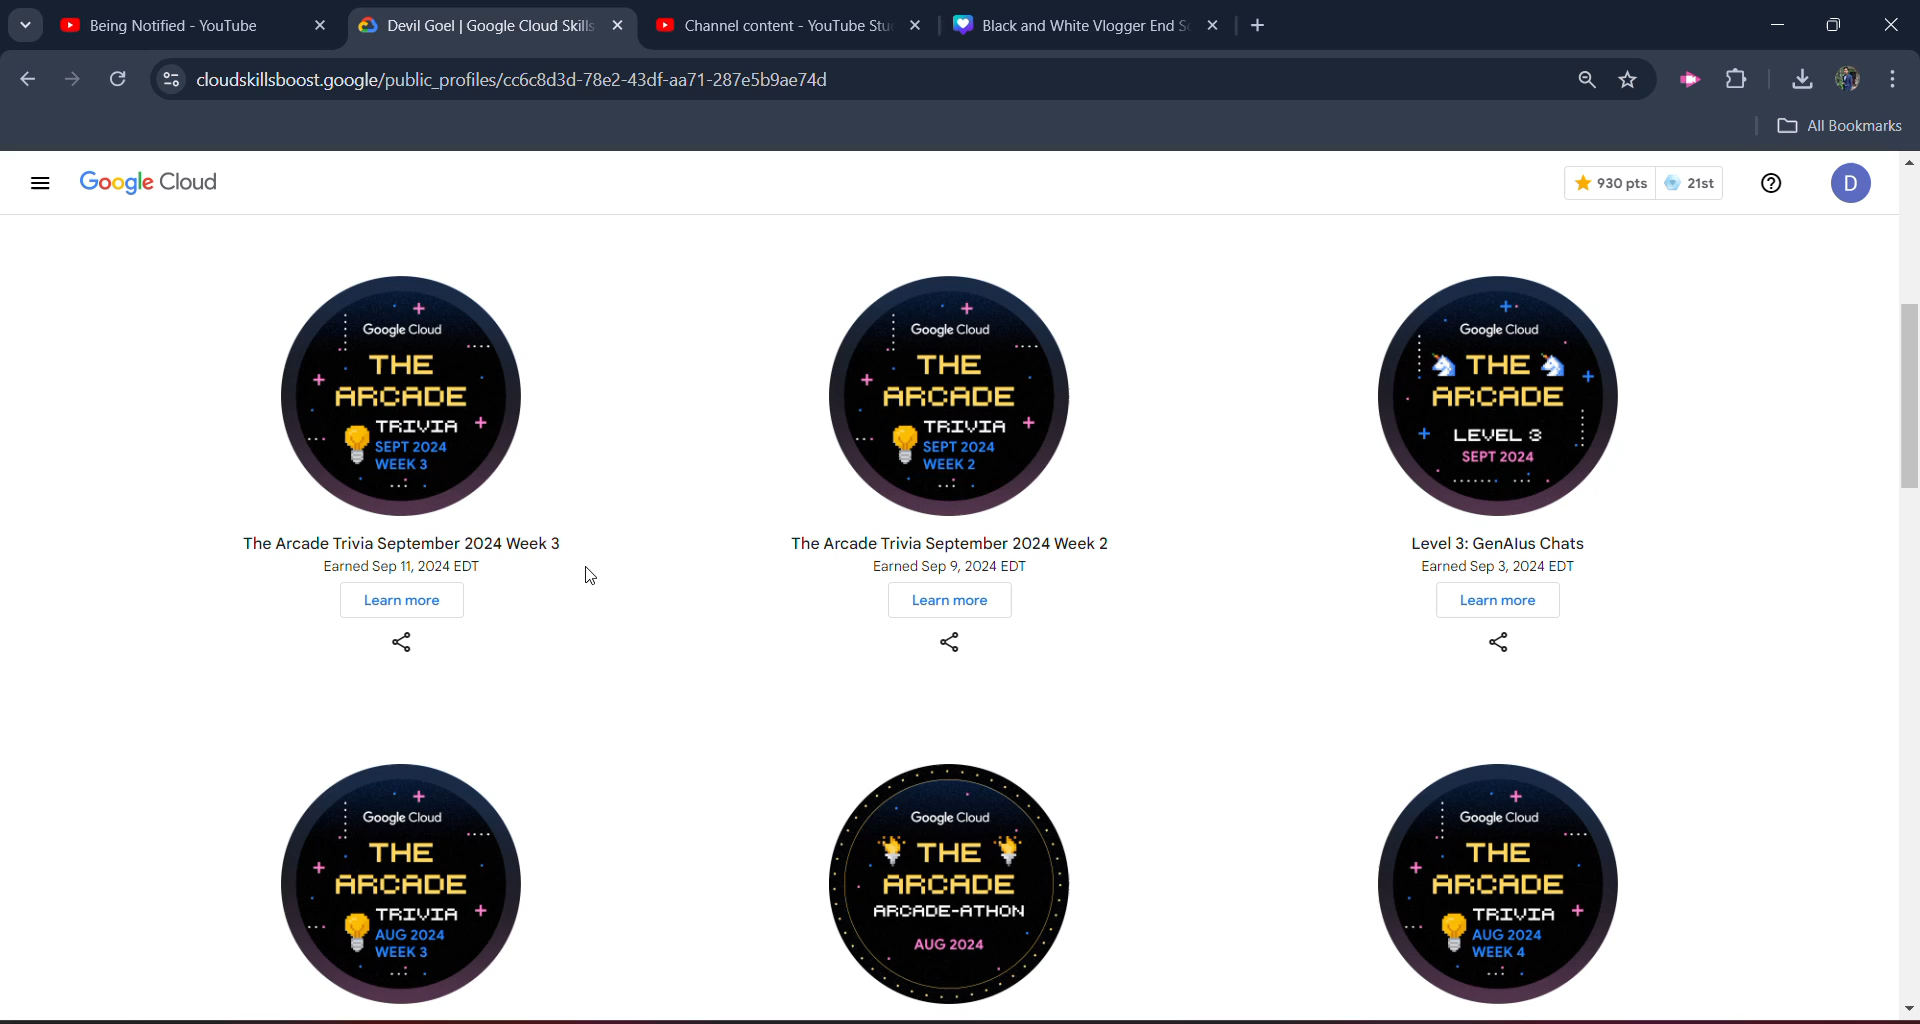 Being Notified - YouTube
Devil Goel | Google Cloud Skills
Channel content - YouTube Stu
Black and White Vlogger End S
cloudskillsboost.google/public_profiles/cc6c8d3d-78e2-43df-aa71-287e5b9ae74d
All Bookmarks
Google Cloud
930 pts
21st
D
Google Cloud
THE
ARCADE
TRIVIA
SEPT 2024
WEEK 3
Google Cloud
THE
ARCADE
TRIVIA
SEPT 2024
WEEK 2
Google Cloud
THE
ARCADE
LEVEL 3
SEPT 2024
The Arcade Trivia September 2024 Week 3
Earned Sep 11, 2024 EDT
Learn more
The Arcade Trivia September 2024 Week 2
Earned Sep 9, 2024 EDT
Learn more
Level 3: GenAIus Chats
Earned Sep 3, 2024 EDT
Learn more
Google Cloud
THE
ARCADE
TRIVIA
AUG 2024
WEEK 3
Google Cloud
THE
ARCADE
ARCADE-ATHON
AUG 2024
Google Cloud
THE
ARCADE
TRIVIA
AUG 2024
WEEK 4